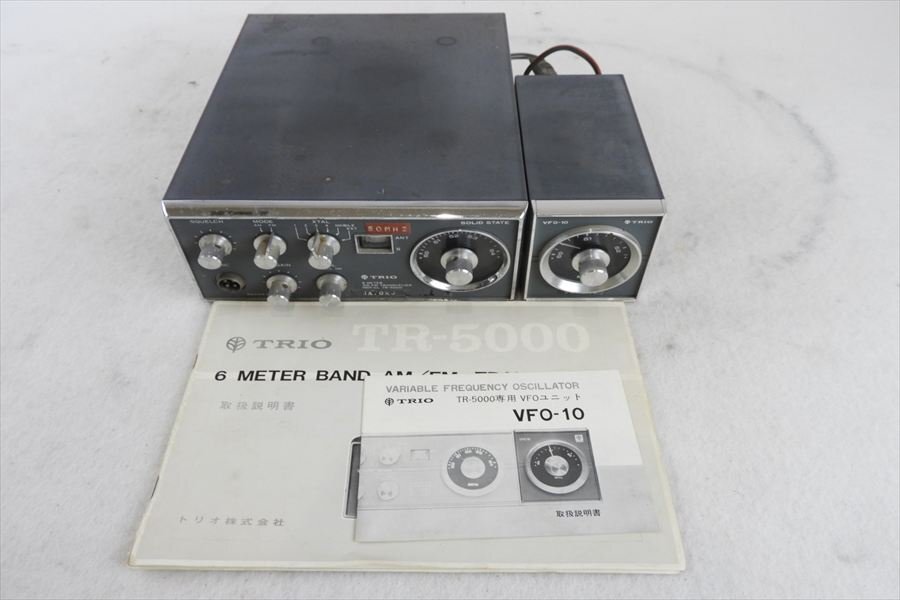 SQUELCH
MODE
XTAL
AM FM
50MHZ
ANT
S
SOLID STATE
TRIO
VFO-10
TRIO
TRIO
TR-5000
6 METER BAND AM/FM
取扱説明書
トリオ株式会社
VARIABLE FREQUENCY OSCILLATOR
TRIO TR-5000専用 VFOユニット
VFO-10
取扱説明書